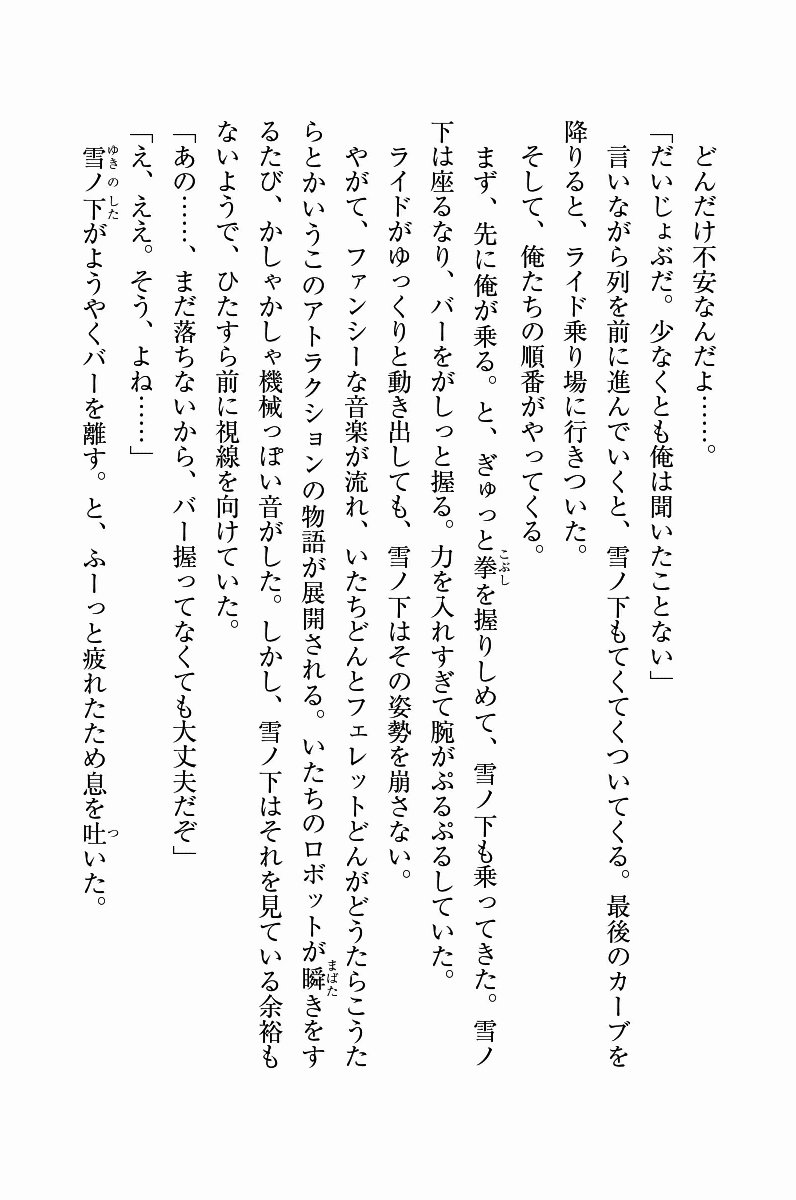 どんだけ不安なんだよ……。
「だいじょぶだ。少なくとも俺は聞いたことない」
言いながら列を前に進んでいくと、雪ノ下もてくてくついてくる。最後のカーブを
降りると、ライド乗り場に行きついた。
そして、俺たちの順番がやってくる。
まず、先に俺が乗る。と、ぎゅっと拳を握りしめて、雪ノ下も乗ってきた。雪ノ
下は座るなり、バーをがしっと握る。力を入れすぎて腕がぷるぷるしていた。
ライドがゆっくりと動き出しても、雪ノ下はその姿勢を崩さない。
やがて、ファンシーな音楽が流れ、いたちどんとフェレットどんがどうたらこうた
らとかいうこのアトラクションの物語が展開される。いたちのロボットが瞬きをす
るたび、かしゃかしゃ機械っぽい音がした。しかし、雪ノ下はそれを見ている余裕も
ないようで、ひたすら前に視線を向けていた。
「あの……、まだ落ちないから、バー握ってなくても大丈夫だぞ」
「え、ええ。そう、よね……」
雪ノ下がようやくバーを離す。と、ふーっと疲れたため息を吐いた。